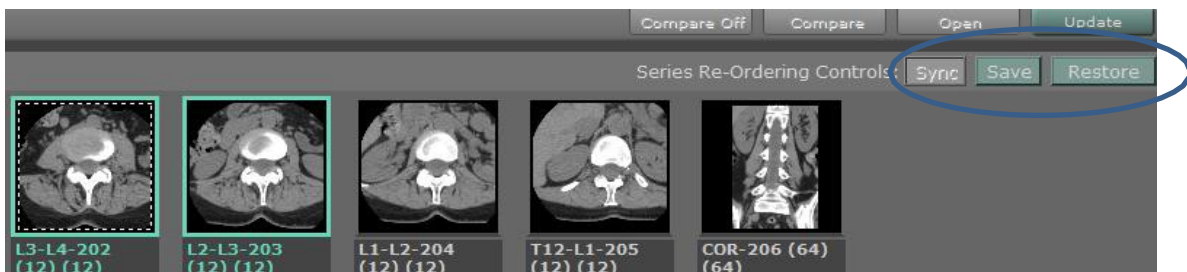 Compare Off Compare Open Update
Series Re-Ordering Controls: Sync Save Restore
L3-L4-202 L2-L3-203 L1-L2-204 T12-L1-205 COR-206 (64)
(12) (12) (12) (12) (12) (12) (12) (12) (64)